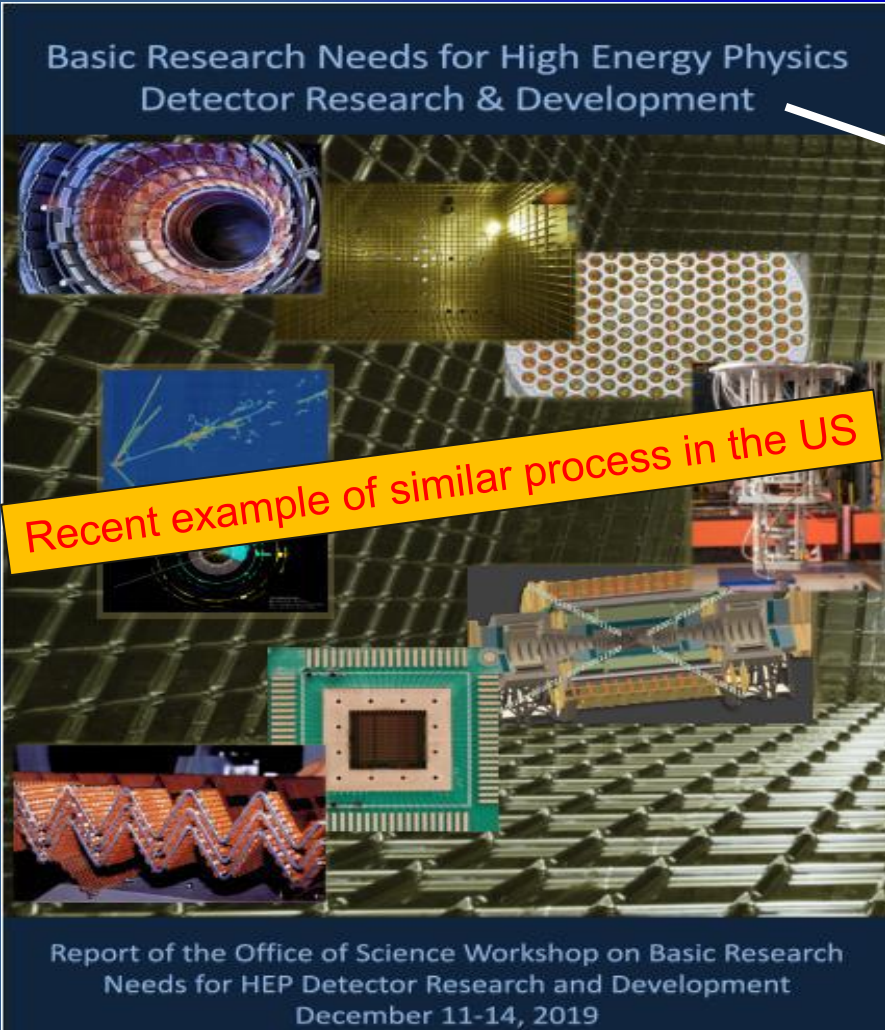 Basic Research Needs for High Energy Physics
Detector Research & Development
Recent example of similar process in the US
Report of the Office of Science Workshop on Basic Research
Needs for HEP Detector Research and Development
December 11-14, 2019